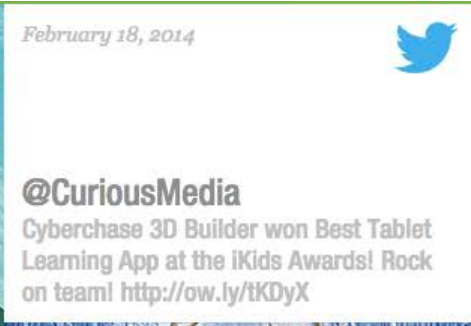 February 18, 2014
@CuriousMedia
Cyberchase 3D Builder won Best Tablet
Learning App at the iKids Awards! Rock
on team! http://ow.ly/tKDyX